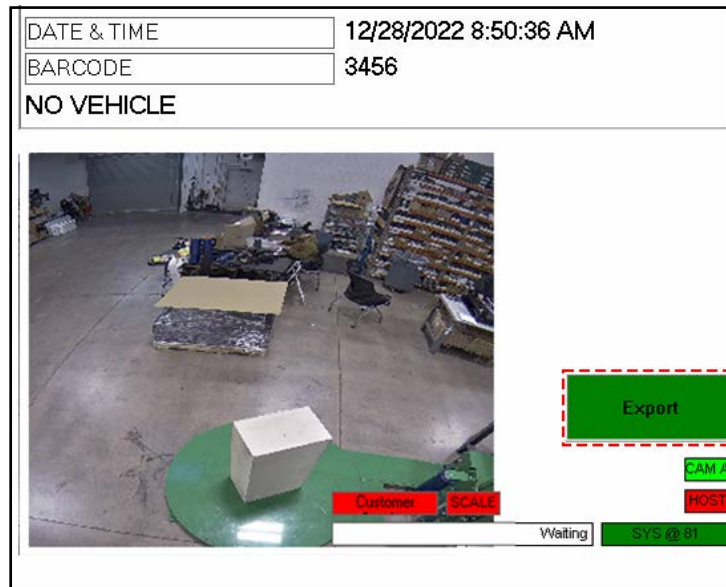 DATE & TIME 12/28/2022 8:50:36 AM
BARCODE 3456
NO VEHICLE
Export
CAM A
Customer SCALE HOST
Waiting SYS @ 81